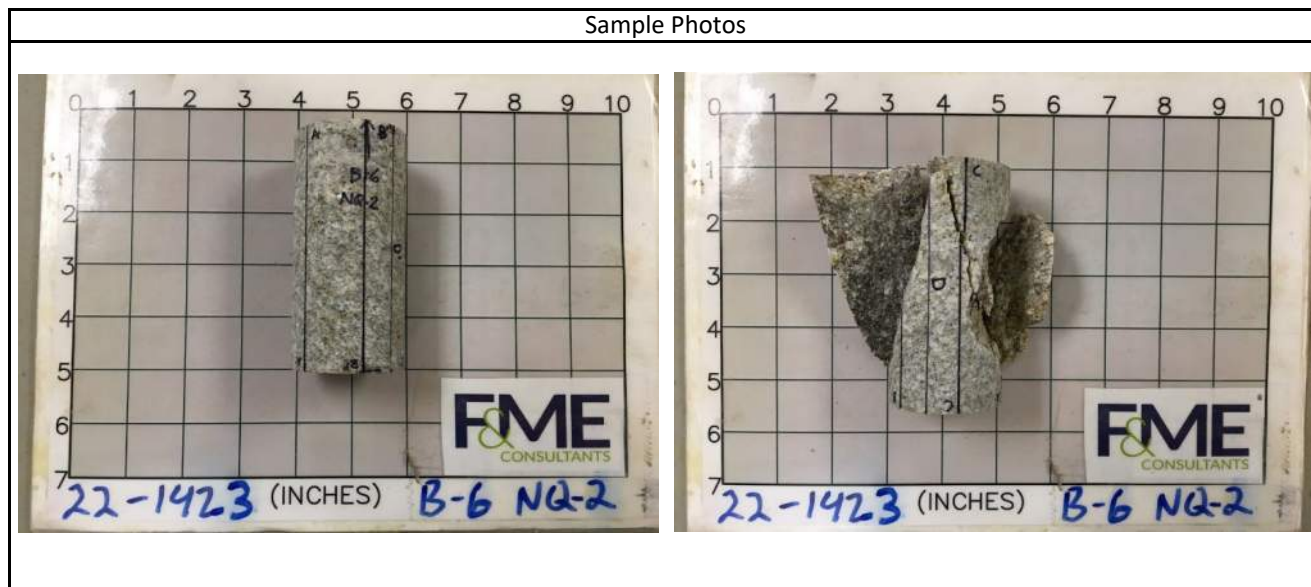 Sample Photos
0 1 2 3 4 5 6 7 8 9 10
1
2
3
4
5
6
7
A B
B-6
NQ-2
D
B
F&ME
CONSULTANTS
22-1423 (INCHES) B-6 NQ-2
0 1 2 3 4 5 6 7 8 9 10
1
2
3
4
5
6
7
C
D
F&ME
CONSULTANTS
22-1423 (INCHES) B-6 NQ-2